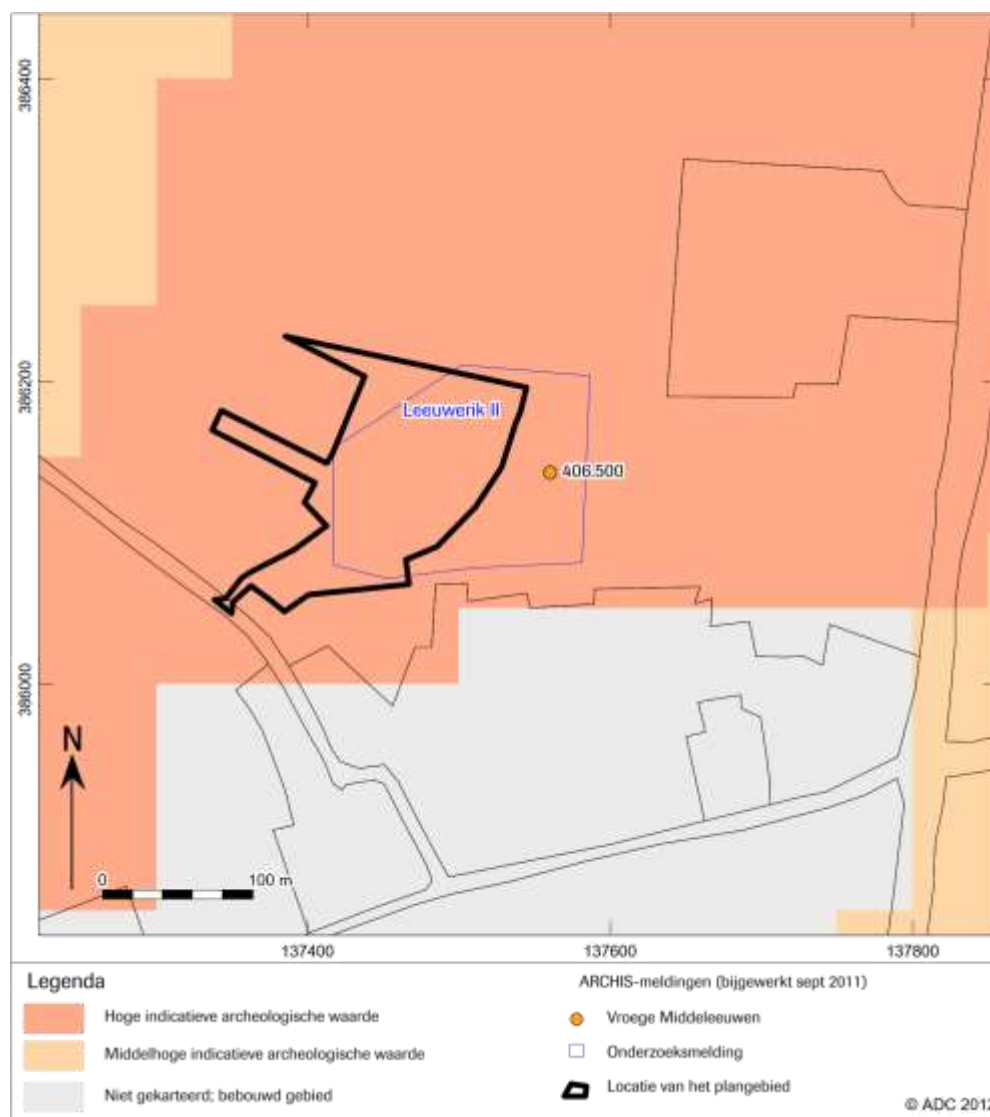 386400
386200
Leeuwerik II
406.500
386000
N
0 100 m
137400 137600 137800
Legenda
Hoge indicatieve archeologische waarde
Middelhoge indicatieve archeologische waarde
Niet gekarteerd; bebouwd gebied
ARCHIS-meldingen (bijgewerkt sept 2011)
Vroege Middeleeuwen
Onderzoeksmelding
Locatie van het plangebied
© ADC 2012